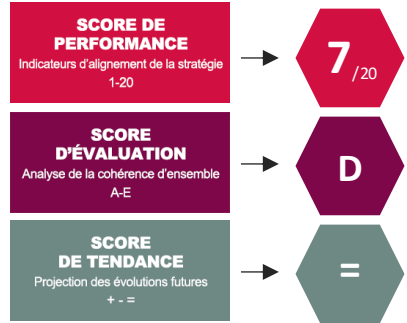 SCORE DE
PERFORMANCE
Indicateurs d'alignement de la stratégie
1-20
7/20
SCORE
D'ÉVALUATION
Analyse de la cohérence d'ensemble
A-E
D
SCORE
DE TENDANCE
Projection des évolutions futures
+ - =
=